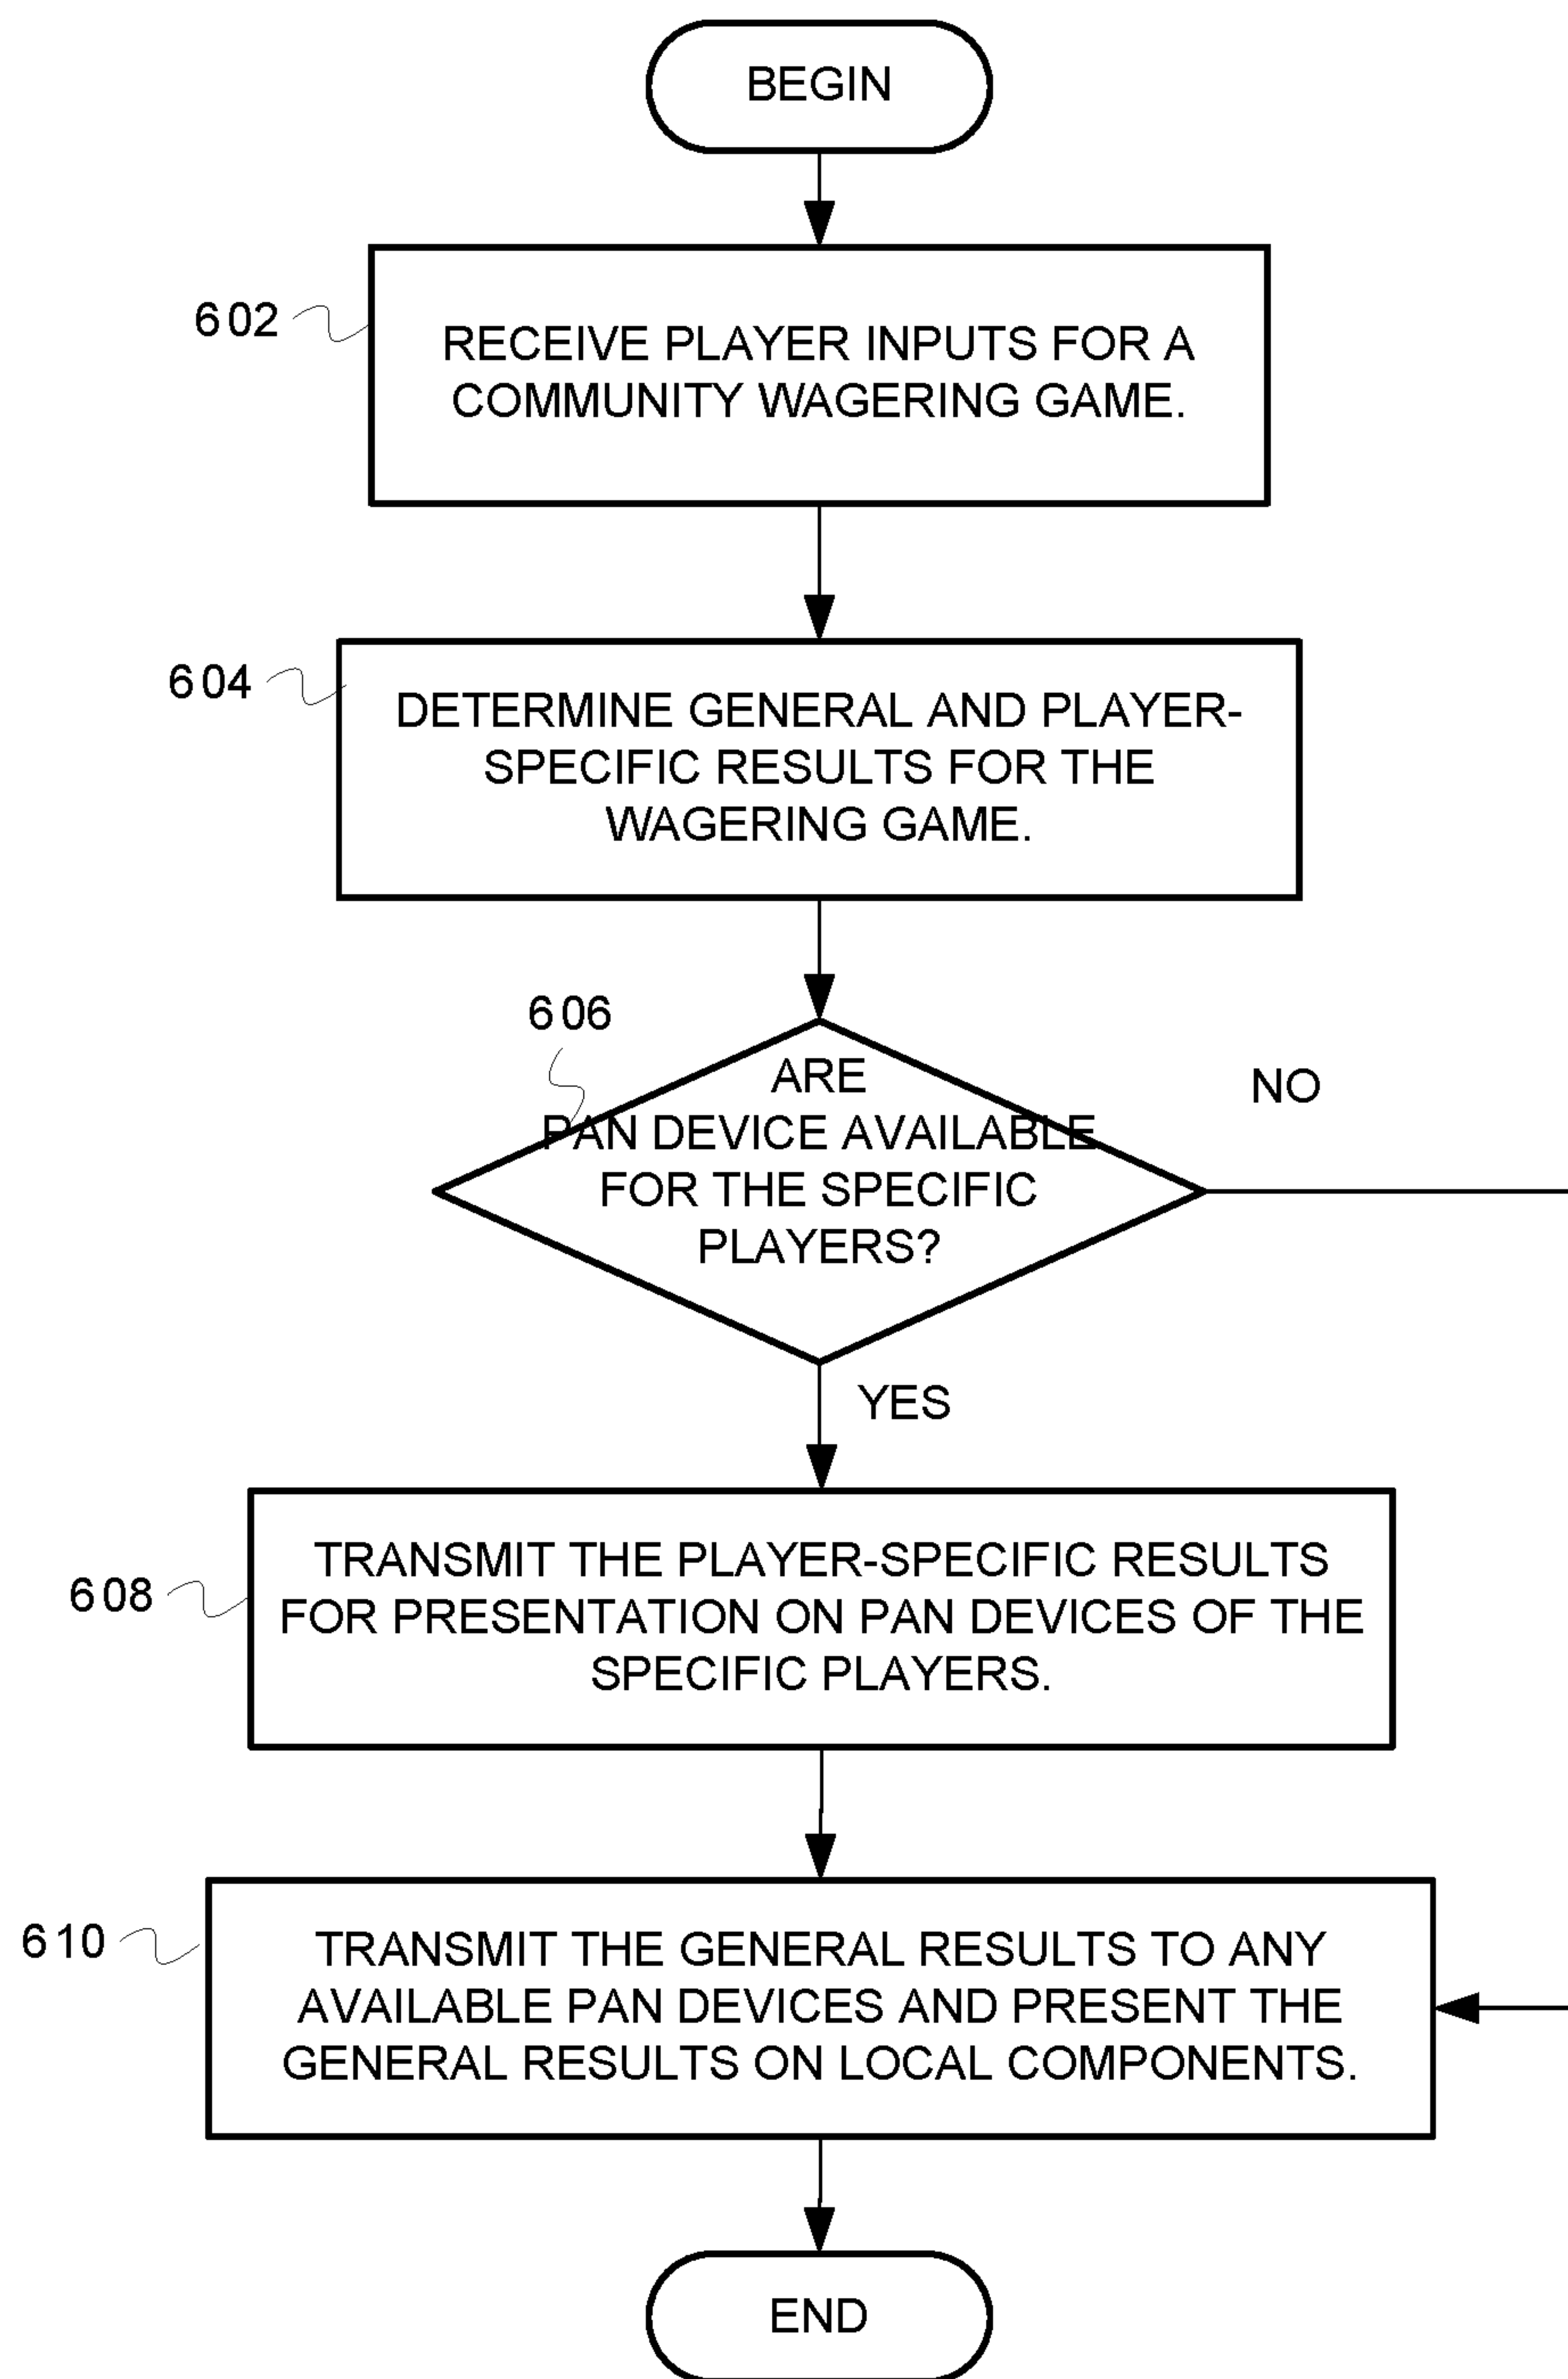 BEGIN
602
RECEIVE PLAYER INPUTS FOR A
COMMUNITY WAGERING GAME.
604
DETERMINE GENERAL AND PLAYER-
SPECIFIC RESULTS FOR THE
WAGERING GAME.
606
ARE
PAN DEVICE AVAILABLE
FOR THE SPECIFIC
PLAYERS?
NO
YES
608
TRANSMIT THE PLAYER-SPECIFIC RESULTS
FOR PRESENTATION ON PAN DEVICES OF THE
SPECIFIC PLAYERS.
610
TRANSMIT THE GENERAL RESULTS TO ANY
AVAILABLE PAN DEVICES AND PRESENT THE
GENERAL RESULTS ON LOCAL COMPONENTS.
END